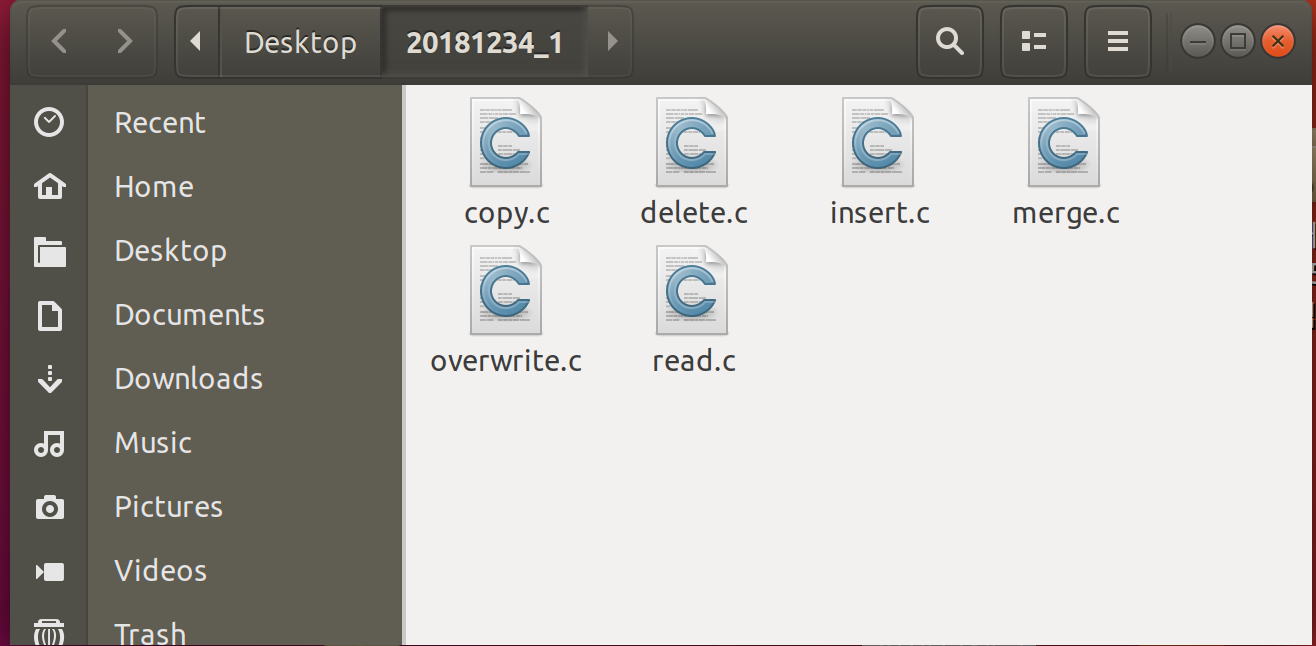 Desktop
20181234_1
Recent
Home
Desktop
Documents
Downloads
Music
Pictures
Videos
Trash
copy.c
delete.c
insert.c
merge.c
overwrite.c
read.c